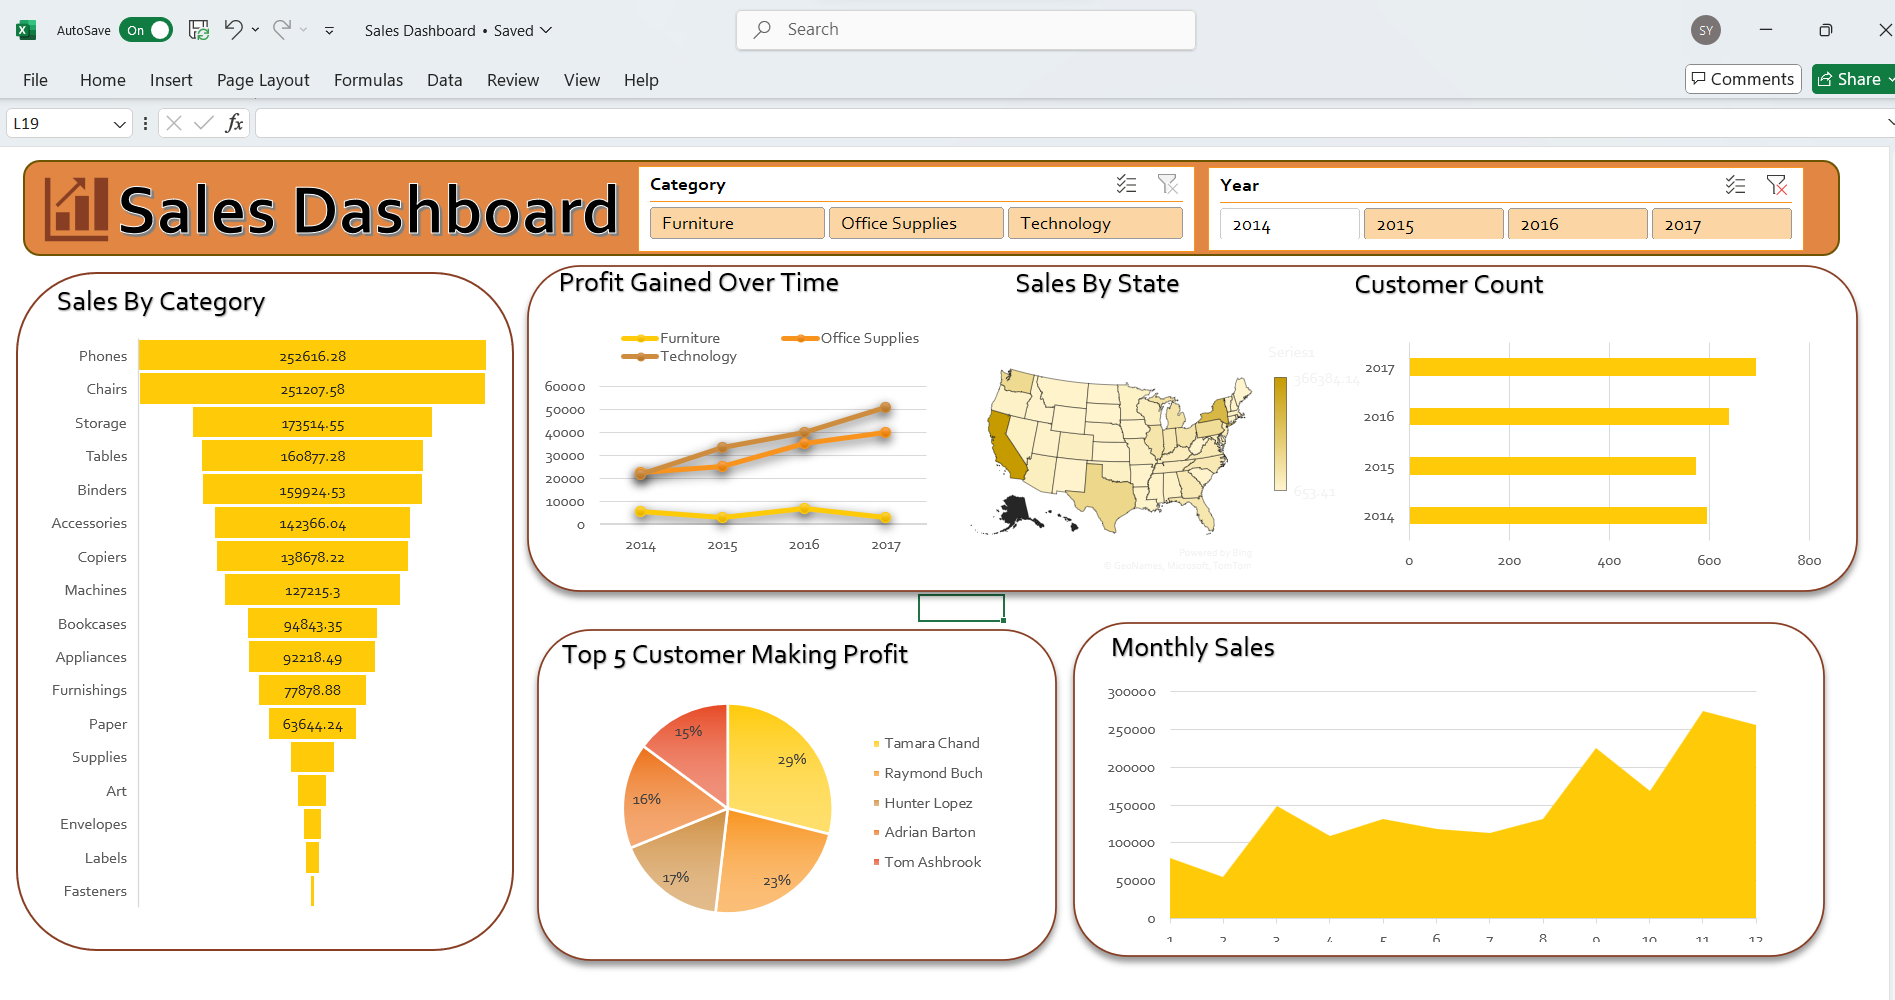 AutoSave On Sales Dashboard • Saved Search SY
File Home Insert Page Layout Formulas Data Review View Help Comments Share
L19 fx
Sales Dashboard
Category
Furniture Office Supplies Technology
Year
2014 2015 2016 2017
Sales By Category
Phones 252616.28
Chairs 251207.58
Storage 173514.55
Tables 160877.28
Binders 159924.53
Accessories 142366.04
Copiers 138678.22
Machines 127215.3
Bookcases 94843.35
Appliances 92218.49
Furnishings 77878.88
Paper 63644.24
Supplies
Art
Envelopes
Labels
Fasteners
Profit Gained Over Time
Furniture Office Supplies
Technology
60000
50000
40000
30000
20000
10000
0
2014 2015 2016 2017
Sales By State
Series1
366384.14
653.41
Powered by Bing
© GeoNames, Microsoft, TomTom
Customer Count
2017
2016
2015
2014
0 200 400 600 800
Top 5 Customer Making Profit
15%
29%
16%
17%
23%
Tamara Chand
Raymond Buch
Hunter Lopez
Adrian Barton
Tom Ashbrook
Monthly Sales
300000
250000
200000
150000
100000
50000
0
1 2 3 4 5 6 7 8 9 10 11 12